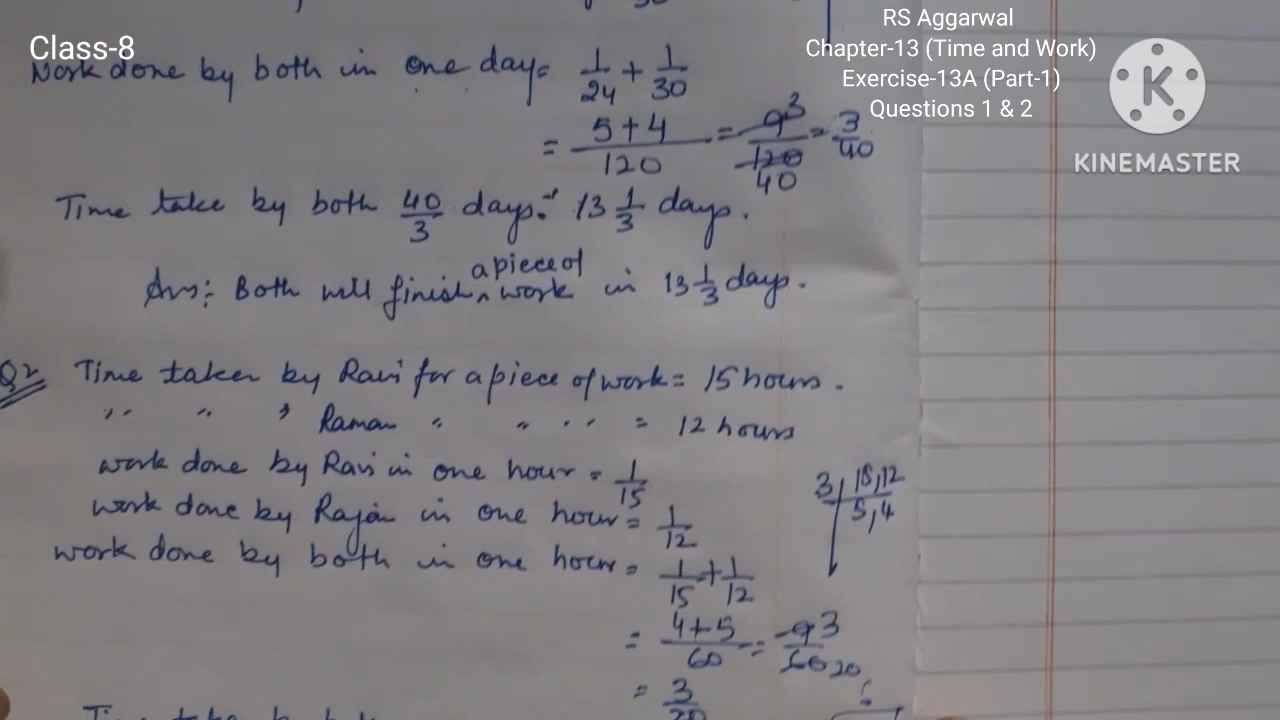 Class-8
RS Aggarwal
Chapter-13 (Time and Work)
Exercise-13A (Part-1)
Questions 1 & 2
KINEMASTER
Work done by both in one day = 1/24 + 1/30
= 5+4/120 = 9 3/120 40 = 3/40
Time take by both 40/3 days. = 13 1/3 days.
Ans: Both will finish a piece of work in 13 1/3 days.
Q2 Time taken by Ravi for a piece of work = 15 hours.
,, ,, ,, Raman ,, ,, ,, ,, = 12 hours
work done by Ravi in one hour = 1/15
3 | 15, 12
5, 4
work done by Rajan in one hour = 1/12
work done by both in one hour = 1/15 + 1/12
= 4+5/60 = 9 3/60 20
= 3/20
Time take by